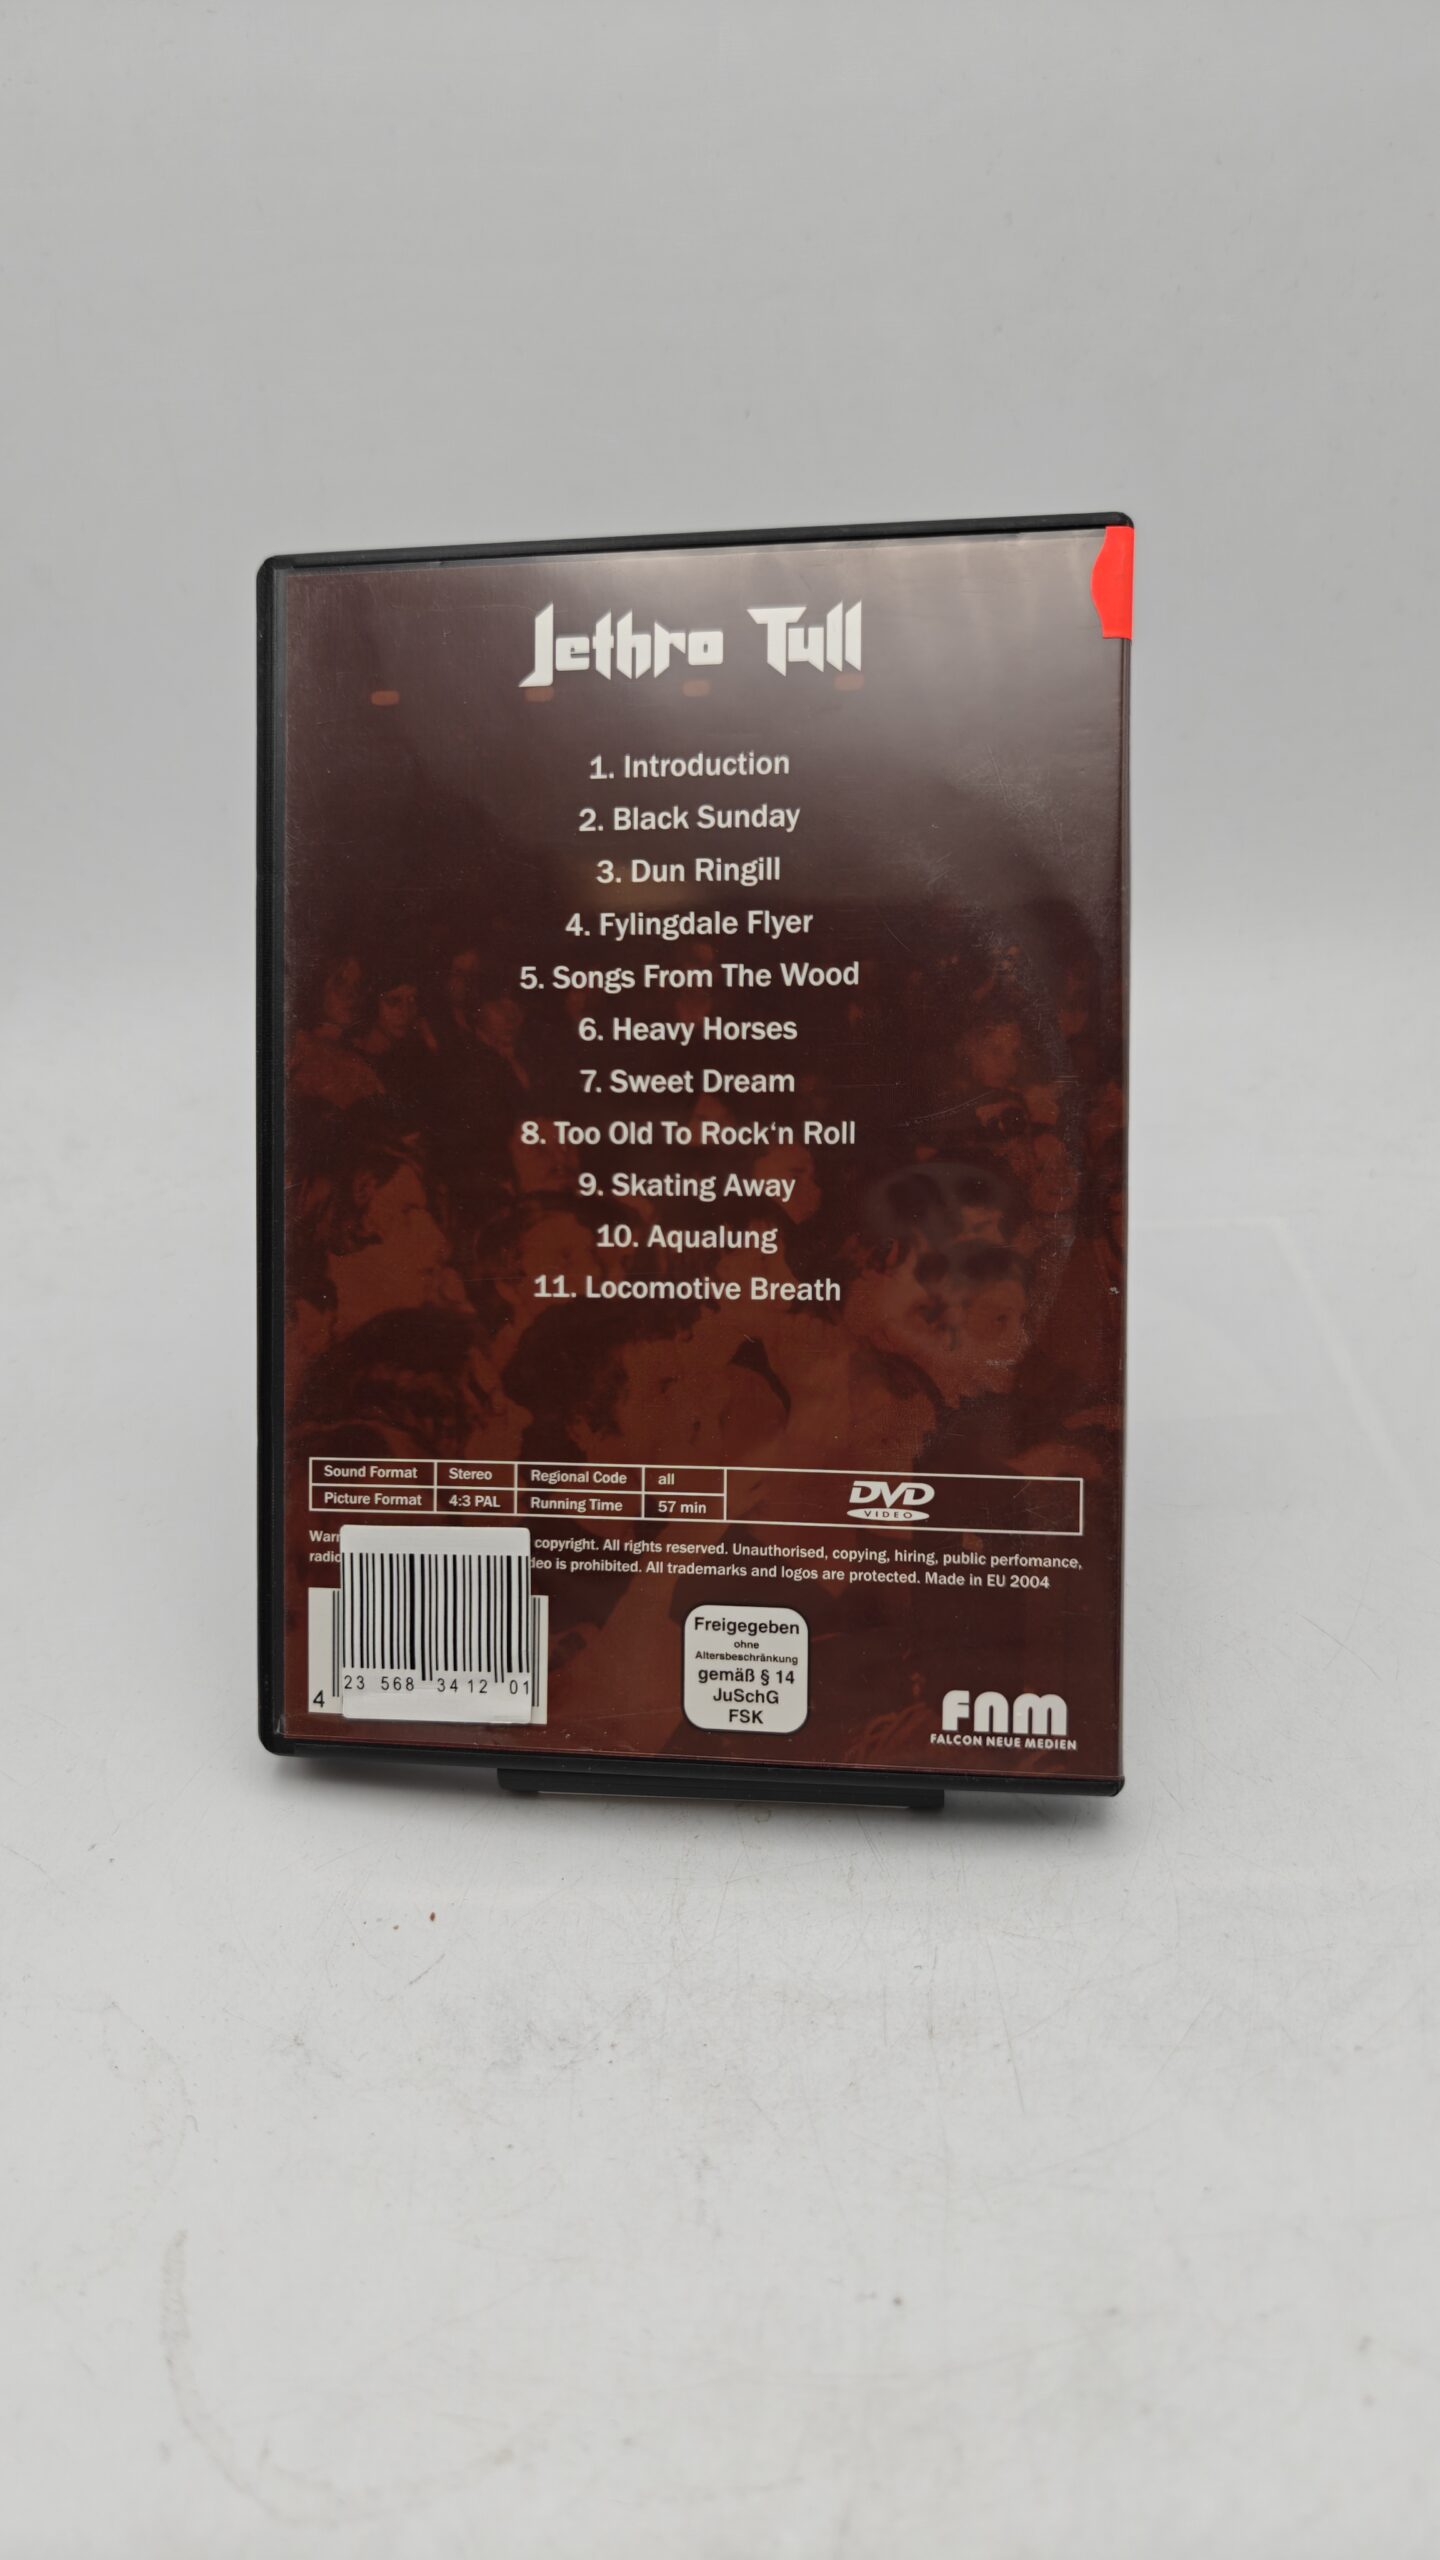 Jethro Tull
1. Introduction
2. Black Sunday
3. Dun Ringill
4. Fylingdale Flyer
5. Songs From The Wood
6. Heavy Horses
7. Sweet Dream
8. Too Old To Rock‘n Roll
9. Skating Away
10. Aqualung
11. Locomotive Breath
Sound Format Stereo Regional Code all
Picture Format 4:3 PAL Running Time 57 min
DVD
VIDEO
copyright. All rights reserved. Unauthorised, copying, hiring, public perfomance,
is prohibited. All trademarks and logos are protected. Made in EU 2004
4
23 568 34 12 01
Freigegeben
ohne
Altersbeschränkung
gemäß § 14
JuSchG
FSK
fnm
FALCON NEUE MEDIEN